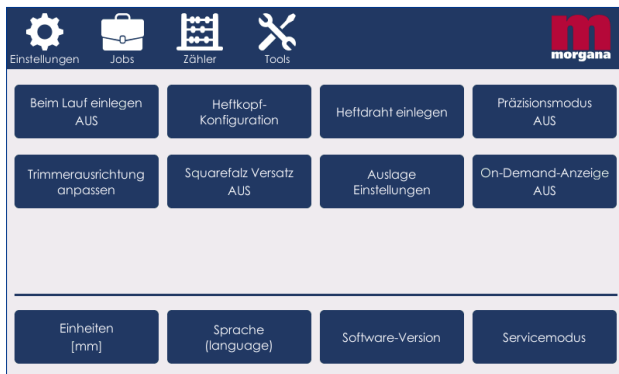 Einstellungen
Jobs
Zähler
Tools
morgana
Beim Lauf einlegen
AUS
Heftkopf-
Konfiguration
Heftdraht einlegen
Präzisionsmodus
AUS
Trimmerausrichtung
anpassen
Squarefalz Versatz
AUS
Auslage
Einstellungen
On-Demand-Anzeige
AUS
Einheiten
[mm]
Sprache
(language)
Software-Version
Servicemodus